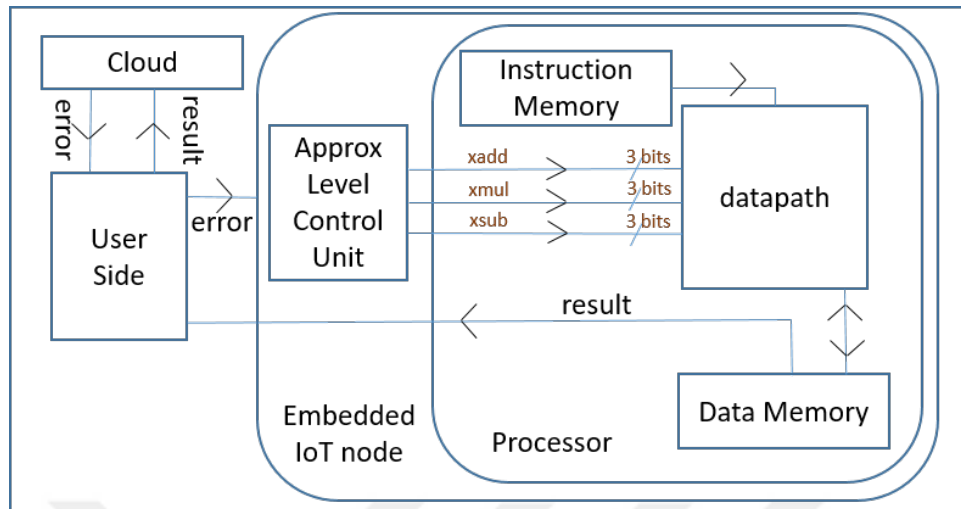 Cloud
error
result
User
Side
error
Approx
Level
Control
Unit
Instruction
Memory
xadd
3 bits
xmul
3 bits
xsub
3 bits
datapath
result
Data Memory
Embedded
IoT node
Processor